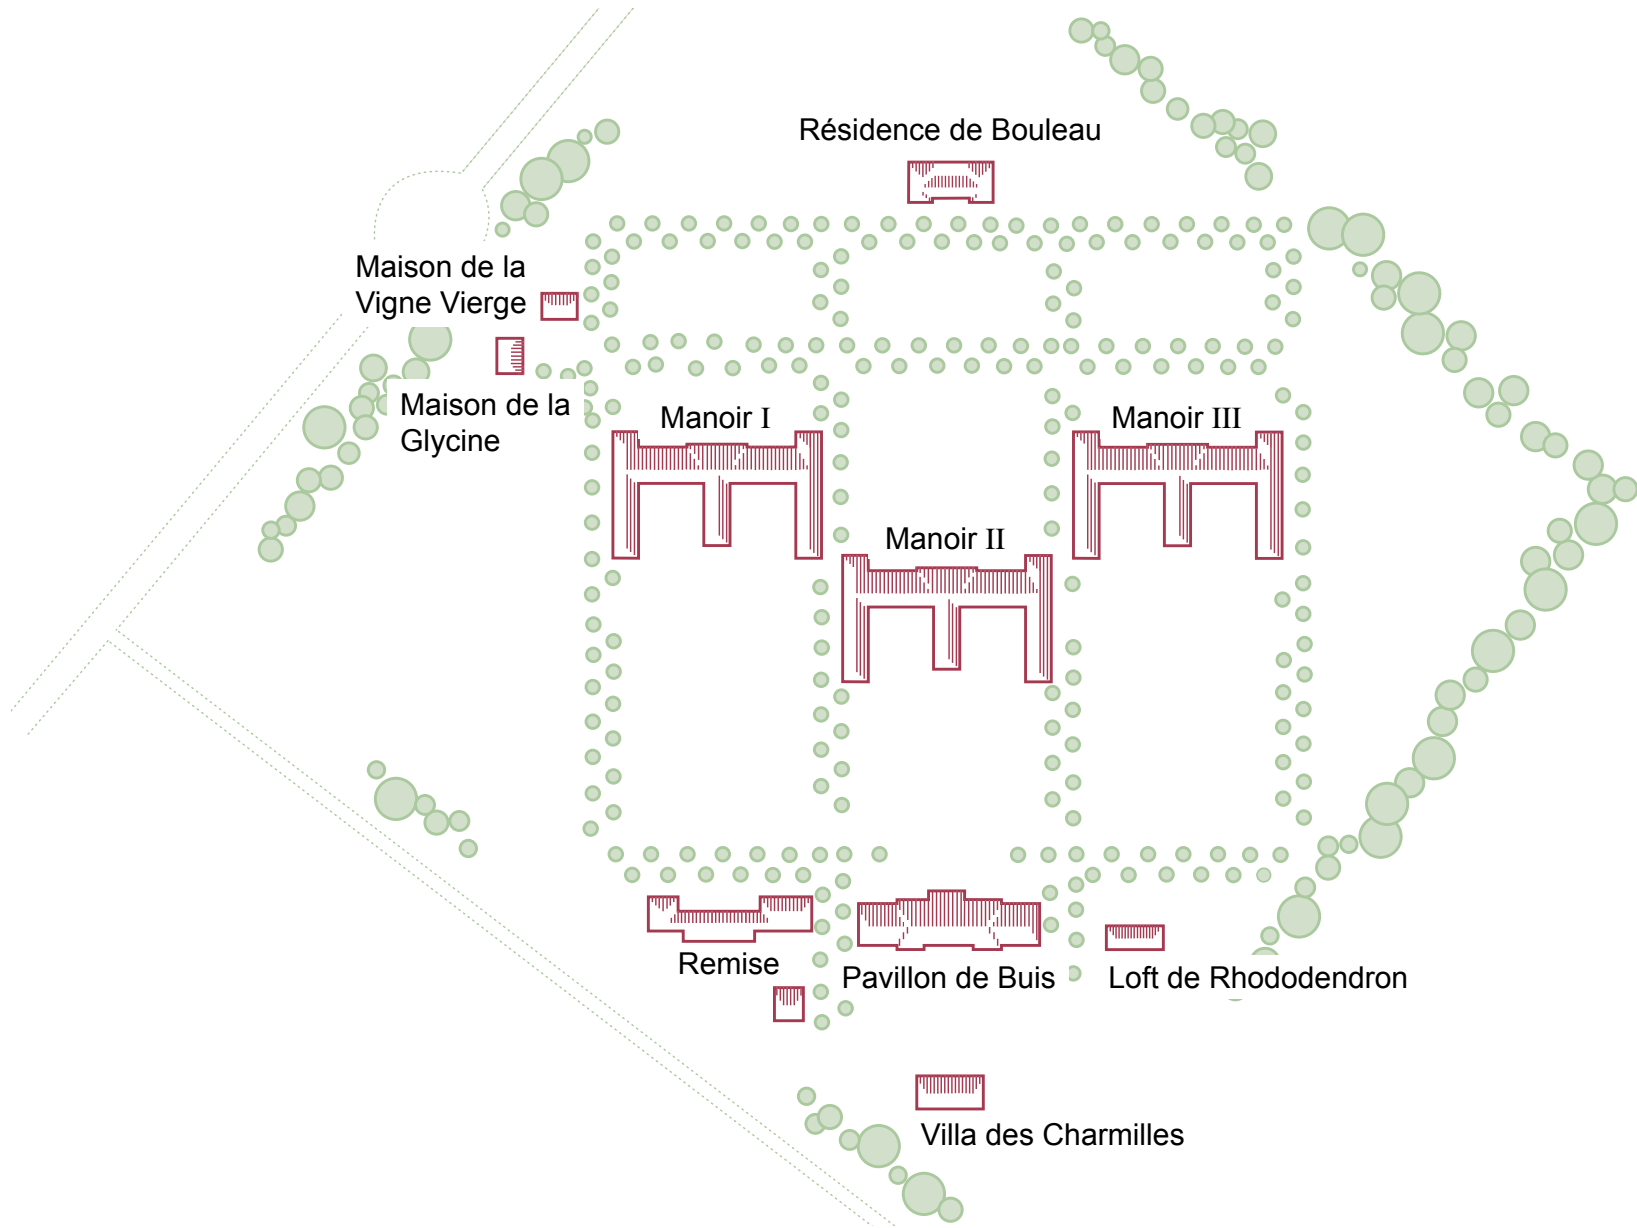 Résidence de Bouleau
Maison de la
Vigne Vierge
Maison de la
Glycine
Manoir I
Manoir III
Manoir II
Remise
Pavillon de Buis
Loft de Rhododendron
Villa des Charmilles